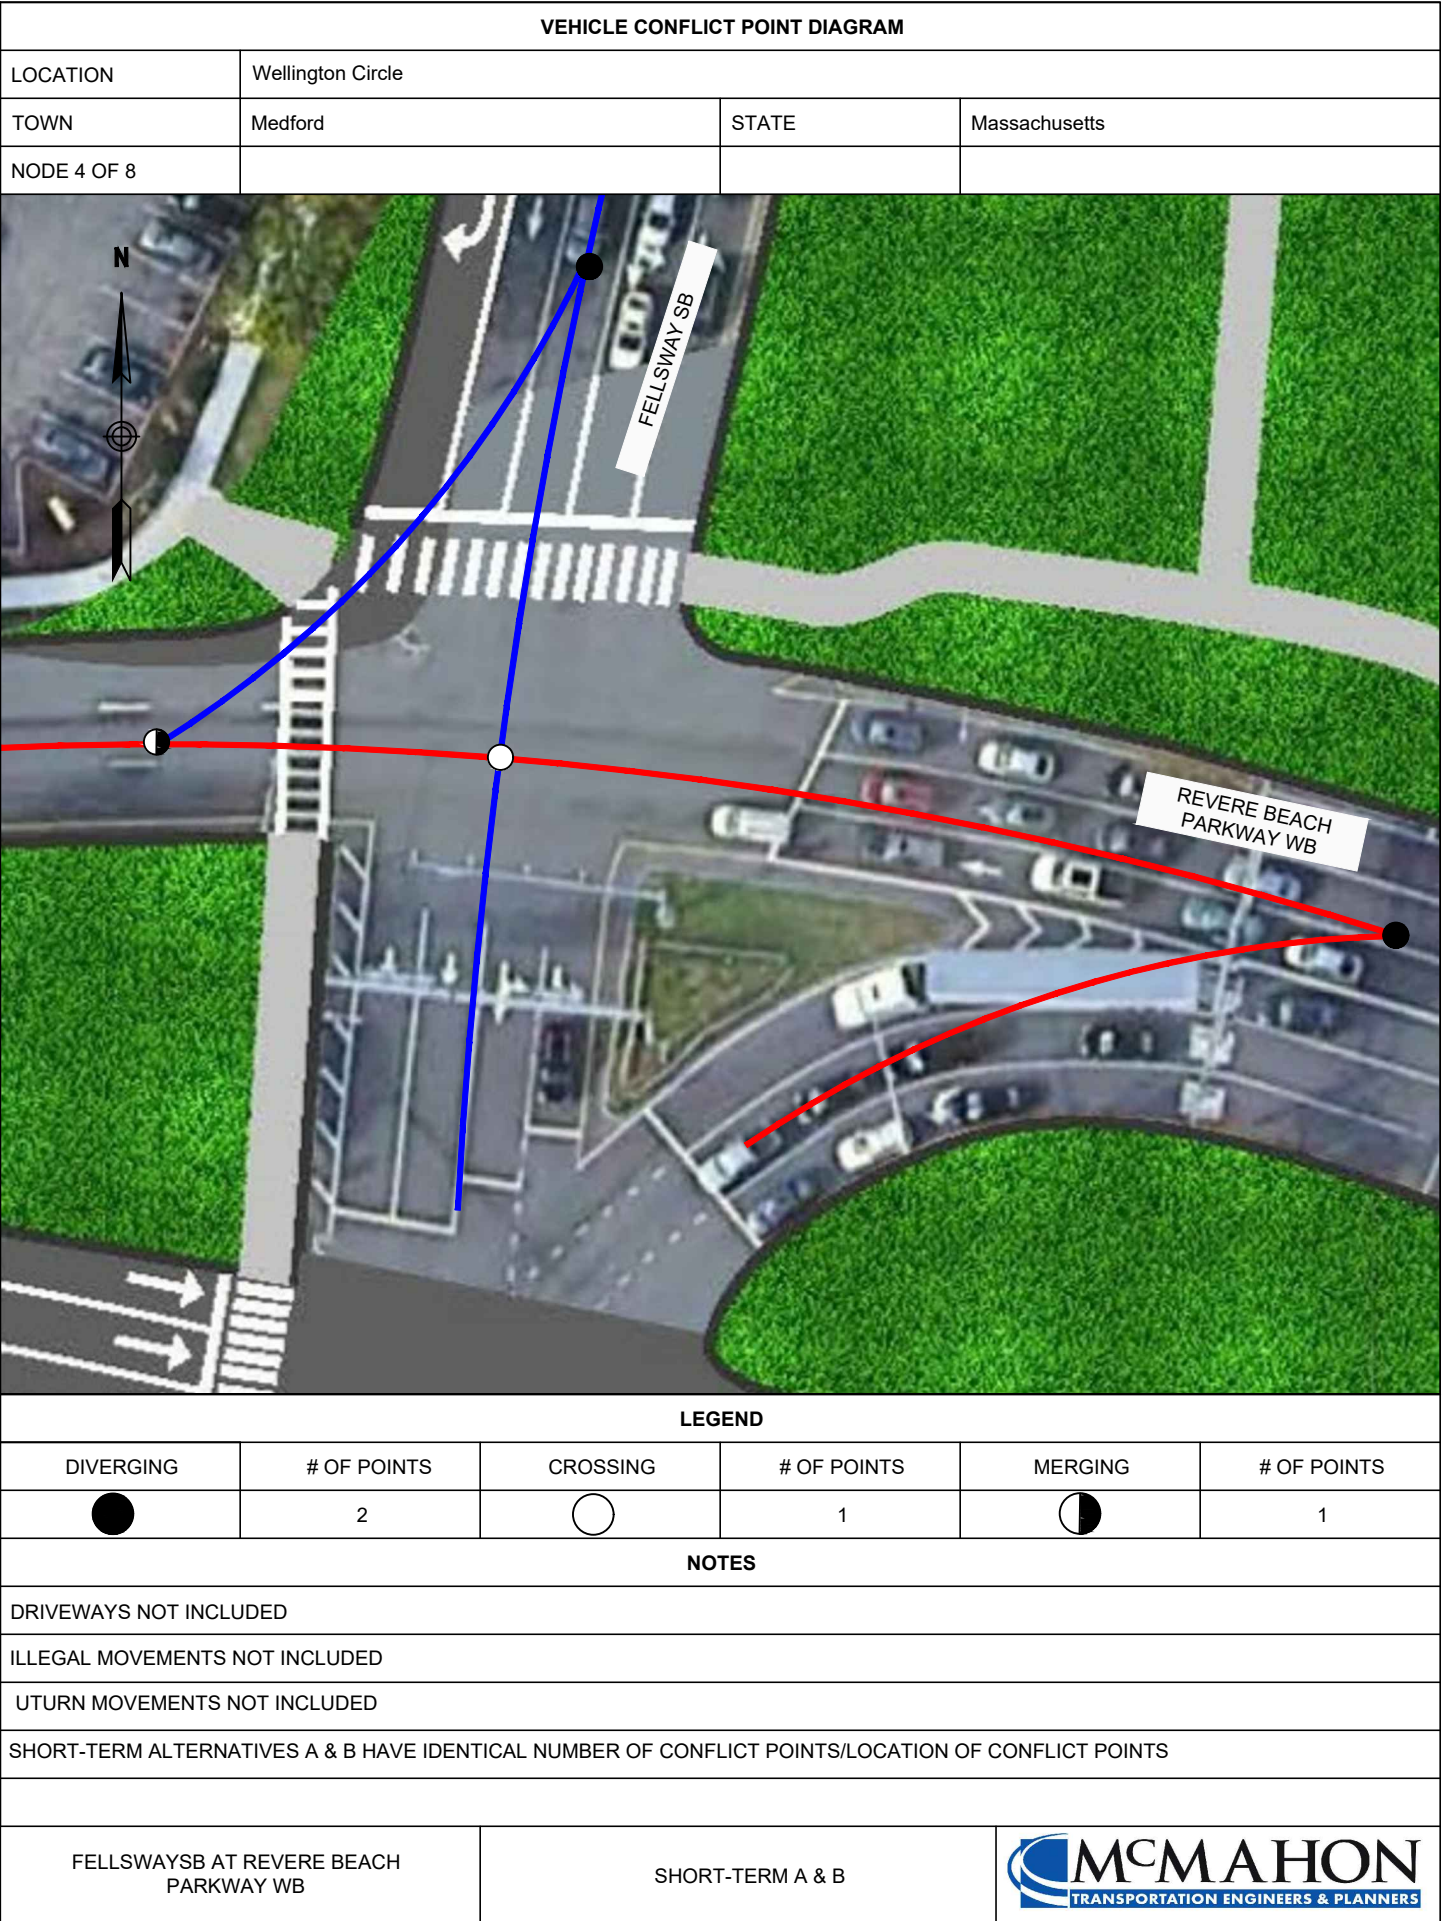 VEHICLE CONFLICT POINT DIAGRAM
LOCATION Wellington Circle
TOWN Medford STATE Massachusetts
NODE 4 OF 8
N
FELLSWAY SB
REVERE BEACH
PARKWAY WB
LEGEND
DIVERGING # OF POINTS CROSSING # OF POINTS MERGING # OF POINTS
2 1 1
NOTES
DRIVEWAYS NOT INCLUDED
ILLEGAL MOVEMENTS NOT INCLUDED
UTURN MOVEMENTS NOT INCLUDED
SHORT-TERM ALTERNATIVES A & B HAVE IDENTICAL NUMBER OF CONFLICT POINTS/LOCATION OF CONFLICT POINTS
FELLSWAYSB AT REVERE BEACH
PARKWAY WB
SHORT-TERM A & B
MCMAHON
TRANSPORTATION ENGINEERS & PLANNERS